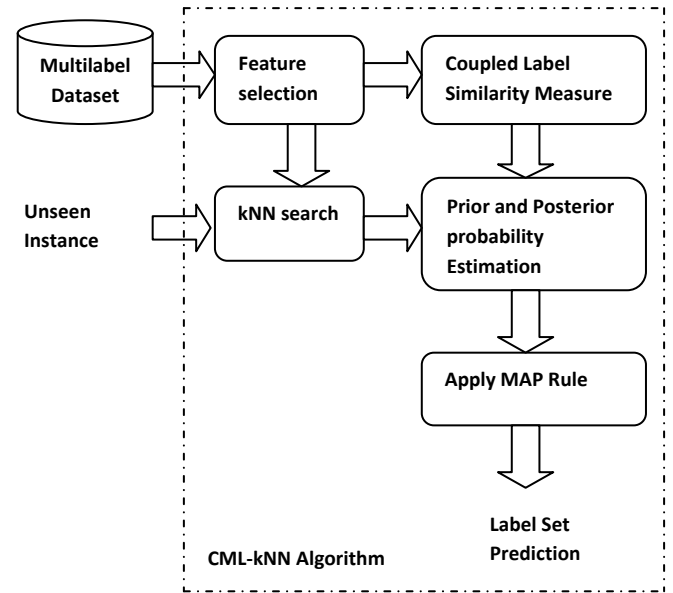 Multilabel
Dataset
Feature
selection
Coupled Label
Similarity Measure
Unseen
Instance
kNN search
Prior and Posterior
probability
Estimation
Apply MAP Rule
Label Set
Prediction
CML-kNN Algorithm